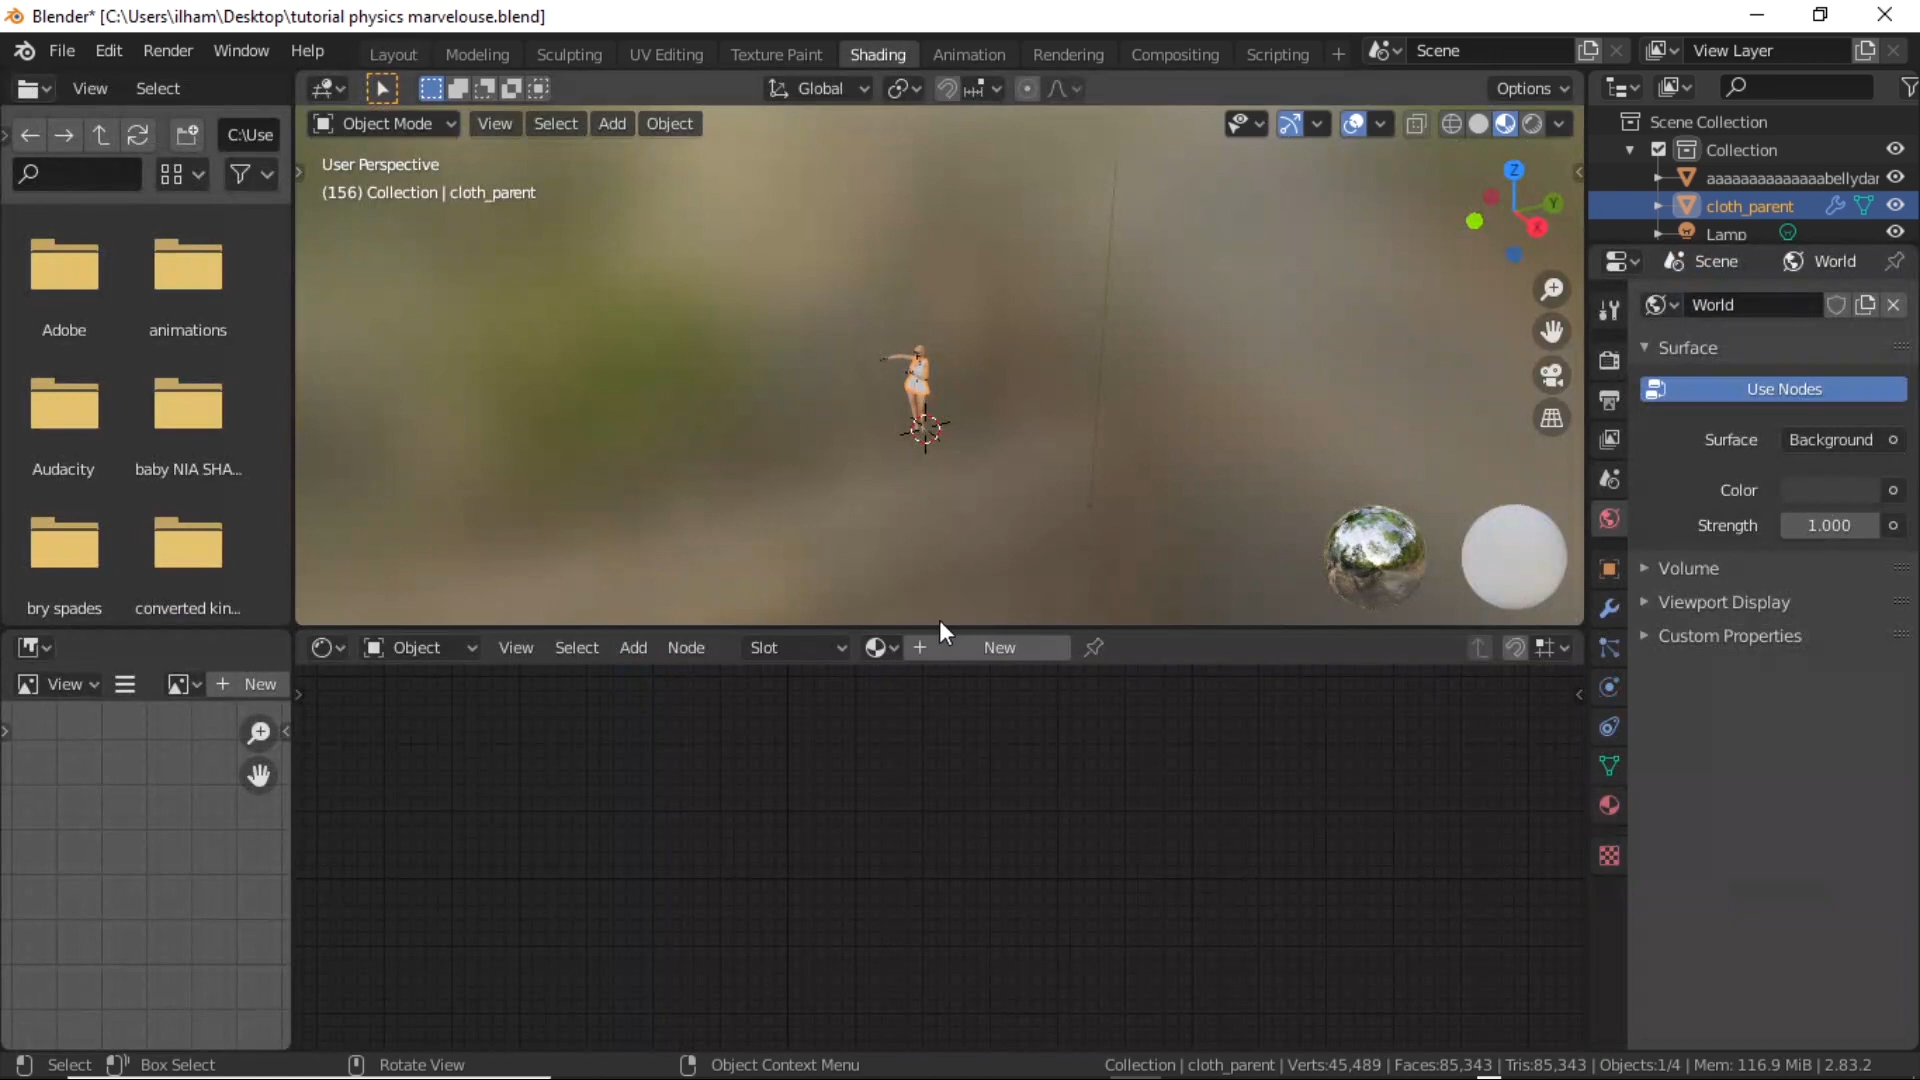 Blender* [C:\Users\ilham\Desktop\tutorial physics marvelouse.blend]
File Edit Render Window Help Layout Modeling Sculpting UV Editing Texture Paint Shading Animation Rendering Compositing Scripting + Scene View Layer
View Select Global Options
Object Mode View Select Add Object
C:\Use
User Perspective
(156) Collection | cloth_parent
Z
Y
X
Scene Collection
Collection
aaaaaaaaaaaaaabellydar
cloth_parent
Lamp
Scene World
World
Surface
Use Nodes
Surface Background
Color
Strength 1.000
Volume
Viewport Display
Custom Properties
Adobe animations
Audacity baby NIA SHA...
bry spades converted kin...
Object View Select Add Node Slot + New
View + New
Select Box Select Rotate View Object Context Menu Collection | cloth_parent | Verts:45,489 | Faces:85,343 | Tris:85,343 | Objects:1/4 | Mem: 116.9 MiB | 2.83.2